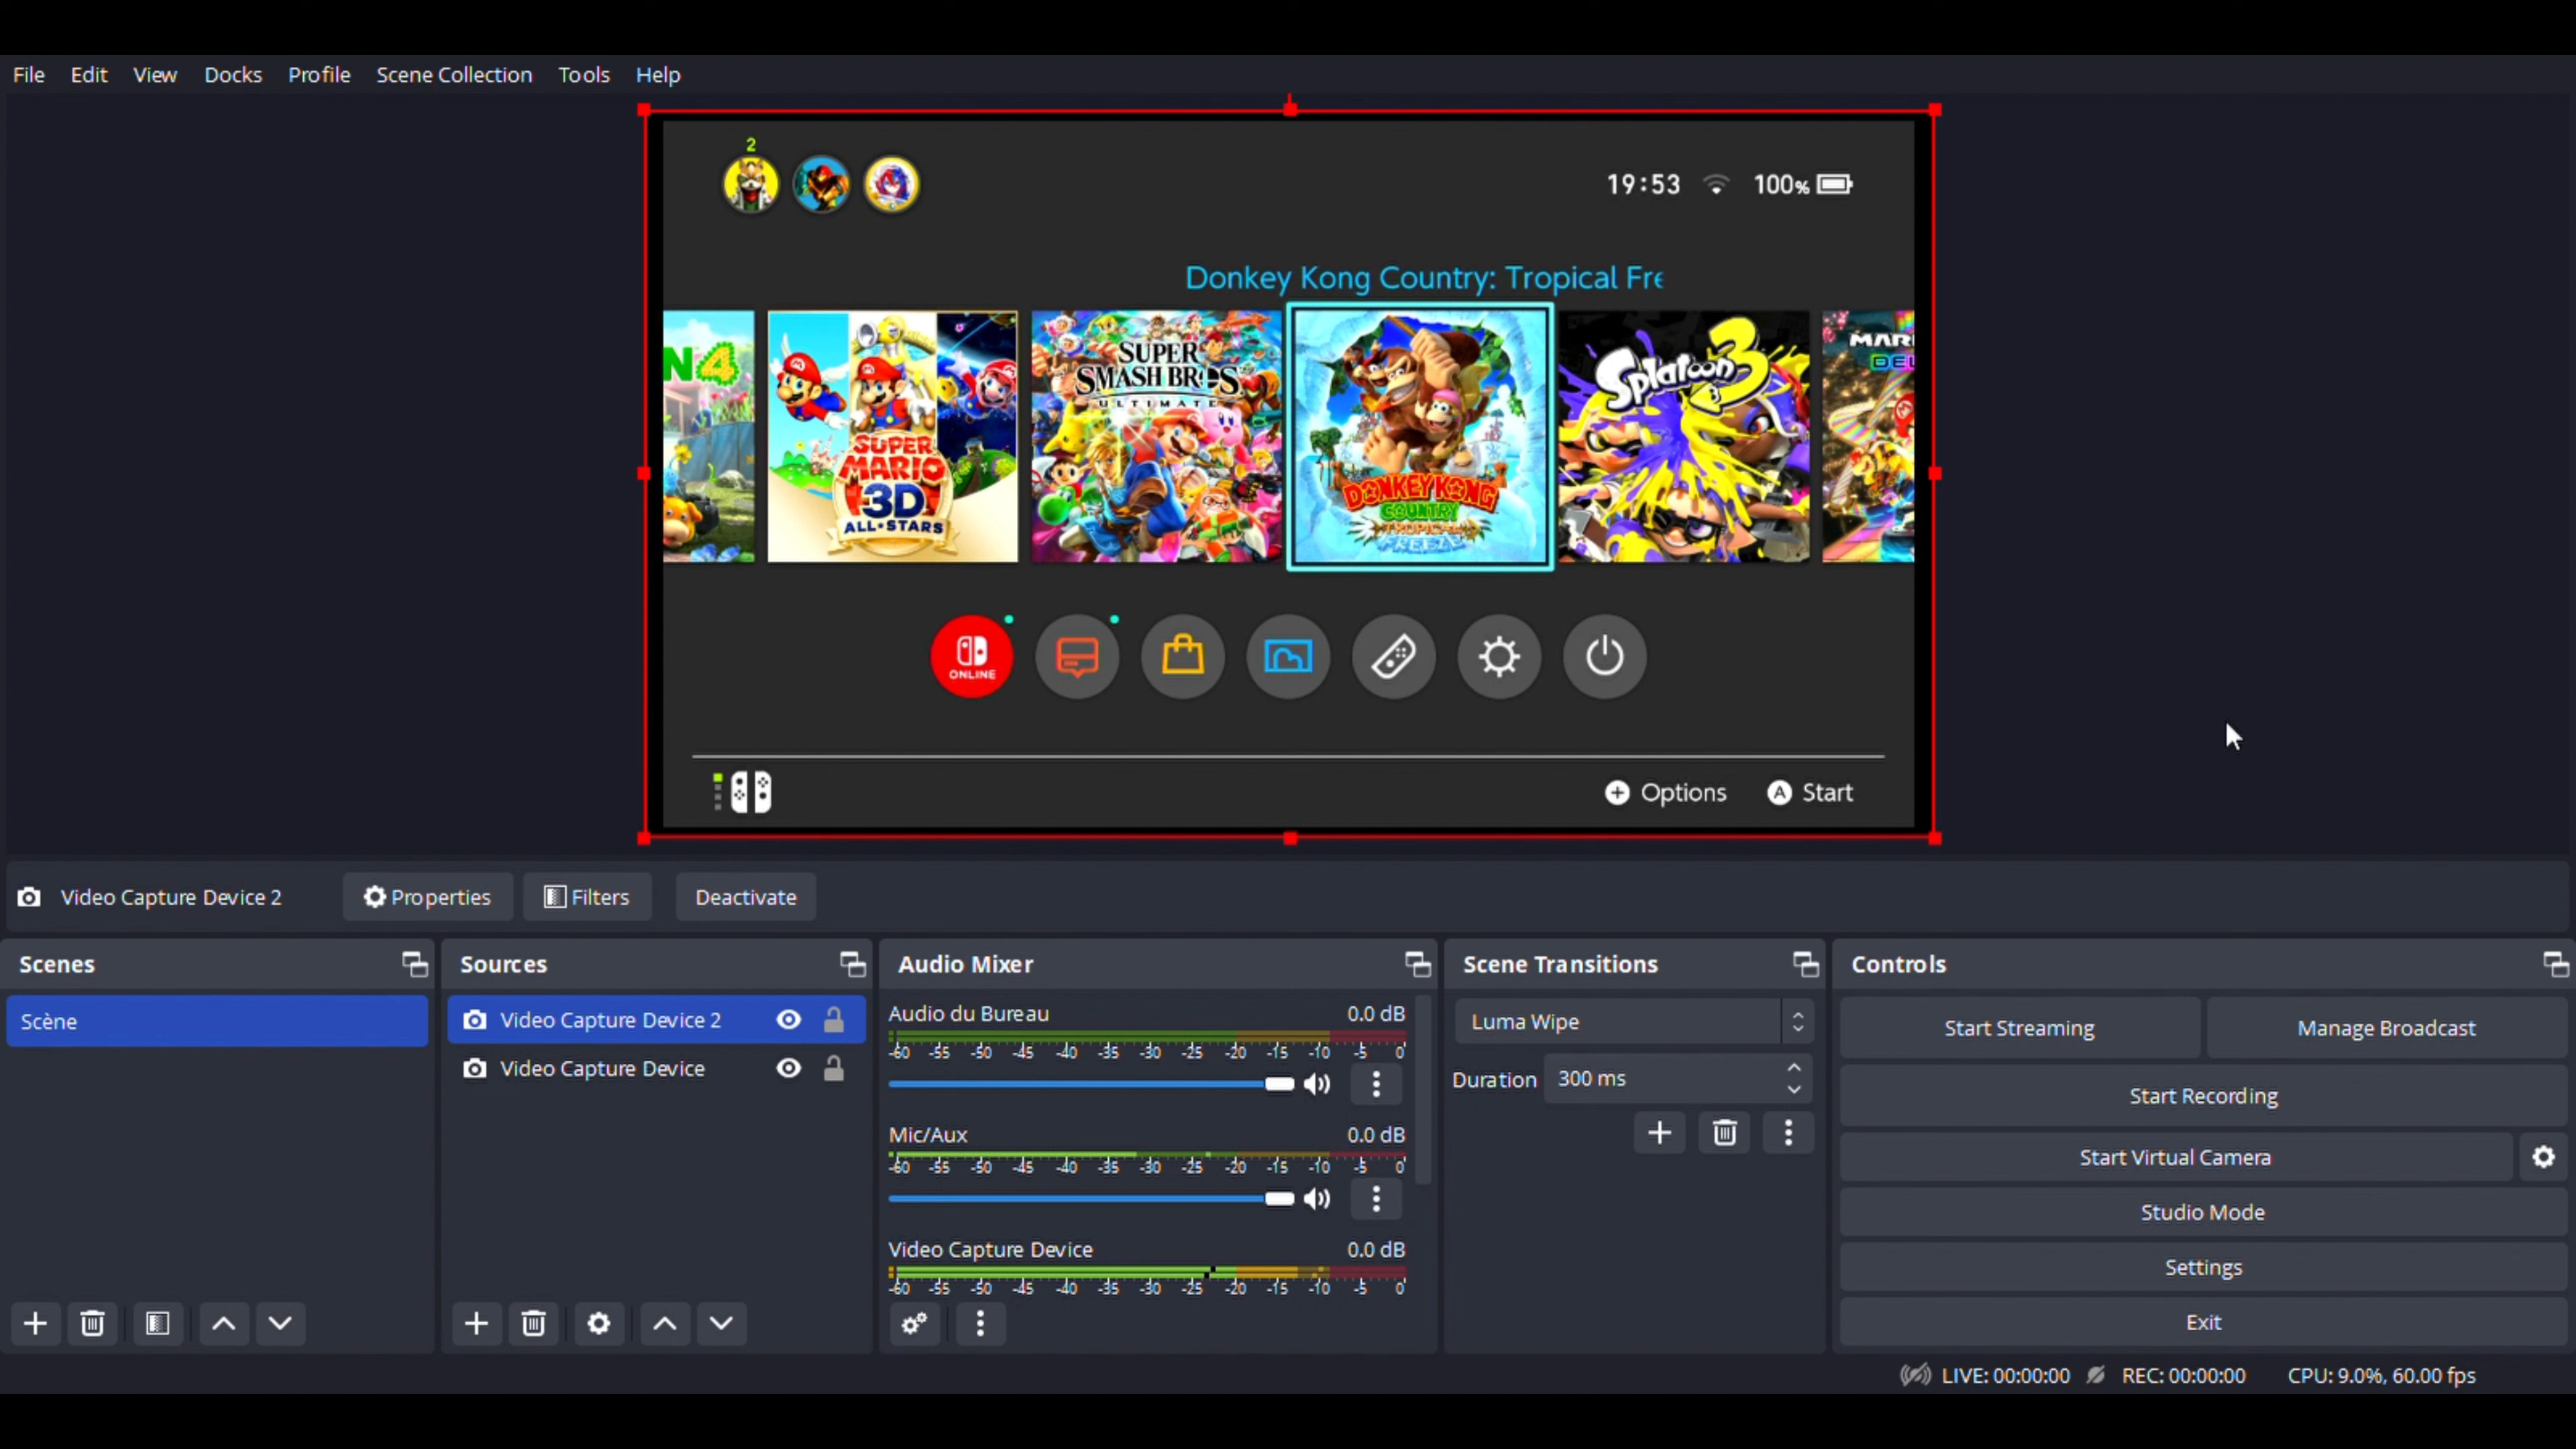 File Edit View Docks Profile Scene Collection Tools Help
2
19:53 100%
Donkey Kong Country: Tropical Fre
N4
SUPER MARIO 3D ALL-STARS
SUPER SMASH BROS. ULTIMATE
DONKEY KONG COUNTRY TROPICAL FREEZE
Splatoon 3
MAR
DEL
ONLINE
+ Options A Start
Video Capture Device 2 Properties Filters Deactivate
Scenes
Scène
Sources
Video Capture Device 2
Video Capture Device
Audio Mixer
Audio du Bureau 0.0 dB
-60 -55 -50 -45 -40 -35 -30 -25 -20 -15 -10 -5 0
Mic/Aux 0.0 dB
-60 -55 -50 -45 -40 -35 -30 -25 -20 -15 -10 -5 0
Video Capture Device 0.0 dB
-60 -55 -50 -45 -40 -35 -30 -25 -20 -15 -10 -5 0
Scene Transitions
Luma Wipe
Duration 300 ms
Controls
Start Streaming Manage Broadcast
Start Recording
Start Virtual Camera
Studio Mode
Settings
Exit
LIVE: 00:00:00 REC: 00:00:00 CPU: 9.0%, 60.00 fps